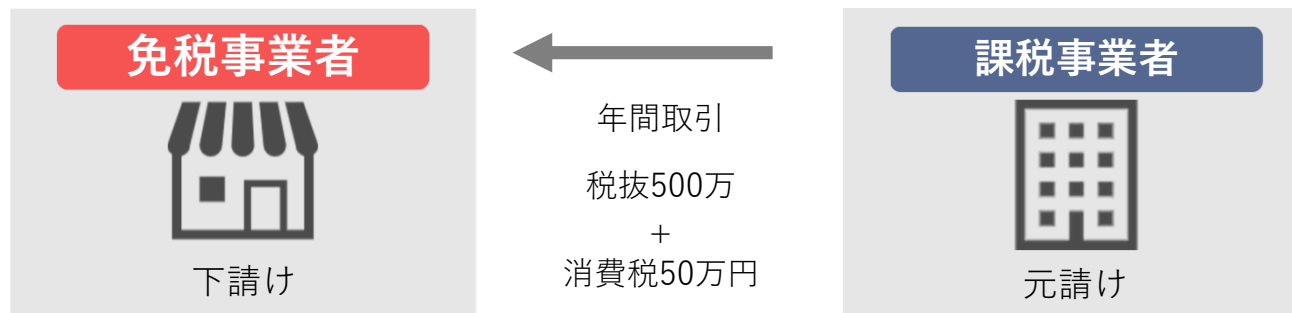 免税事業者
下請け
年間取引
税抜500万
+
消費税50万円
課税事業者
元請け